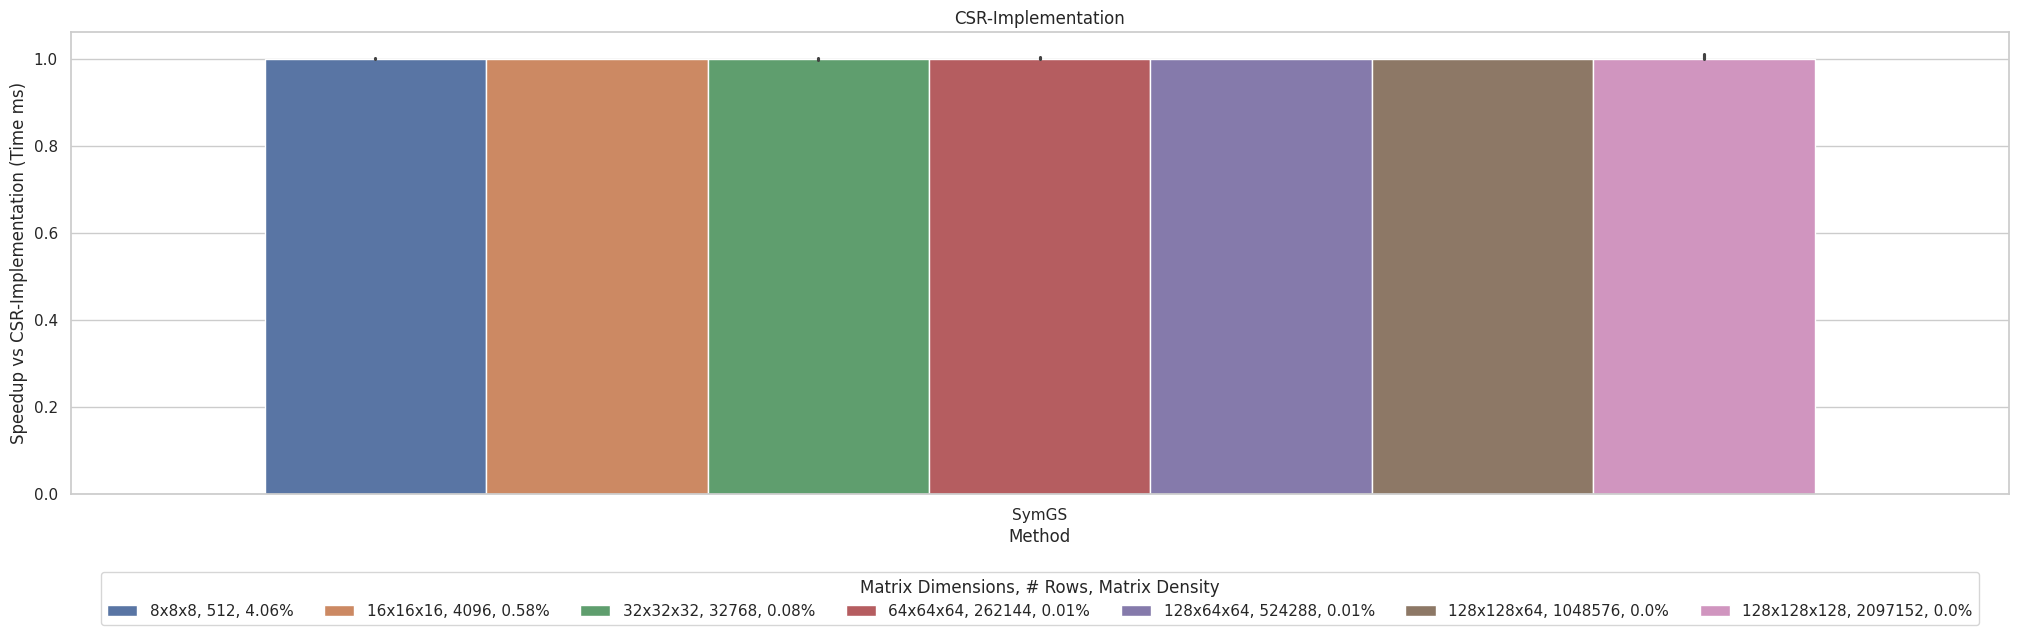 CSR-Implementation
Speedup vs CSR-Implementation (Time ms)
1.0
0.8
0.6
0.4
0.2
0.0
SymGS
Method
Matrix Dimensions, # Rows, Matrix Density
8x8x8, 512, 4.06% 16x16x16, 4096, 0.58% 32x32x32, 32768, 0.08% 64x64x64, 262144, 0.01% 128x64x64, 524288, 0.01% 128x128x64, 1048576, 0.0% 128x128x128, 2097152, 0.0%